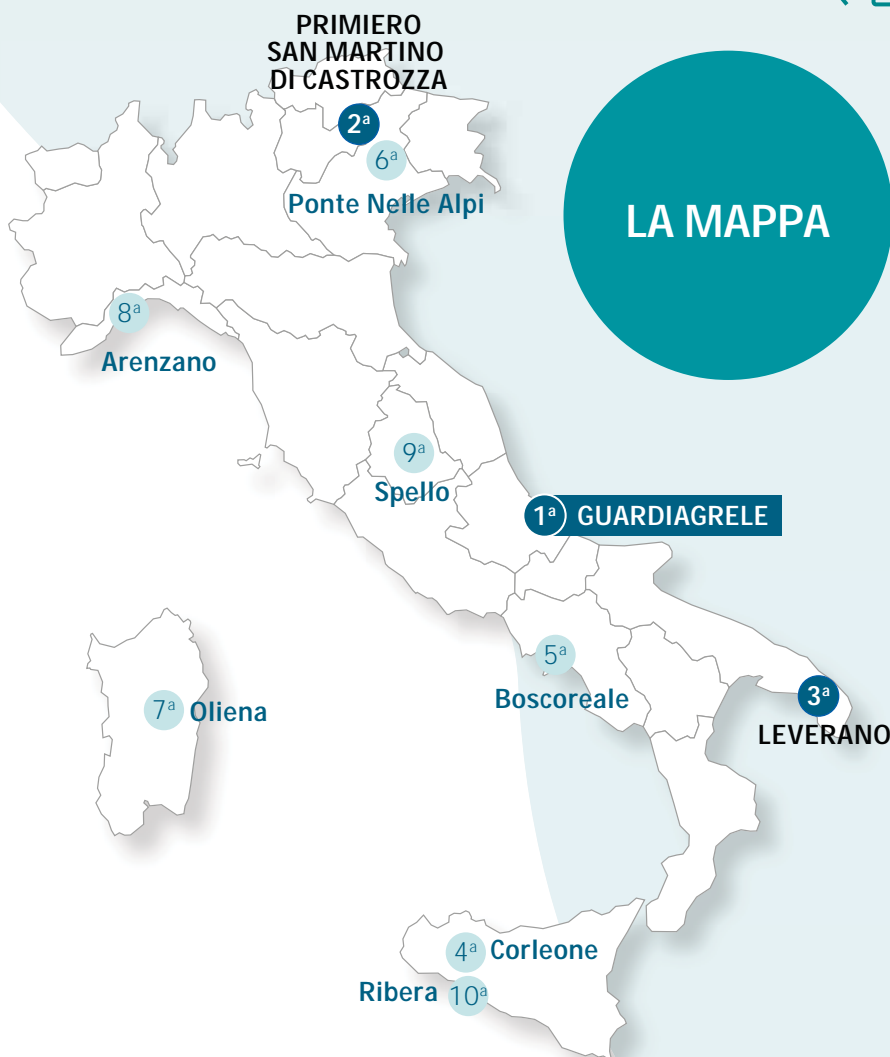 PRIMIERO
SAN MARTINO
DI CASTROZZA
2ª
6ª
Ponte Nelle Alpi
LA MAPPA
8ª
Arenzano
9ª
Spello
1ª GUARDIAGRELE
5ª
Boscoreale
7ª Oliena
3ª
LEVERANO
4ª Corleone
Ribera 10ª